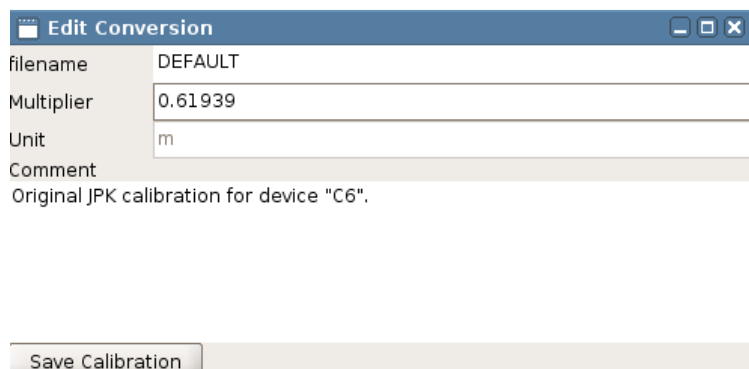 Edit Conversion
filename DEFAULT
Multiplier 0.61939
Unit m
Comment
Original JPK calibration for device "C6".
Save Calibration